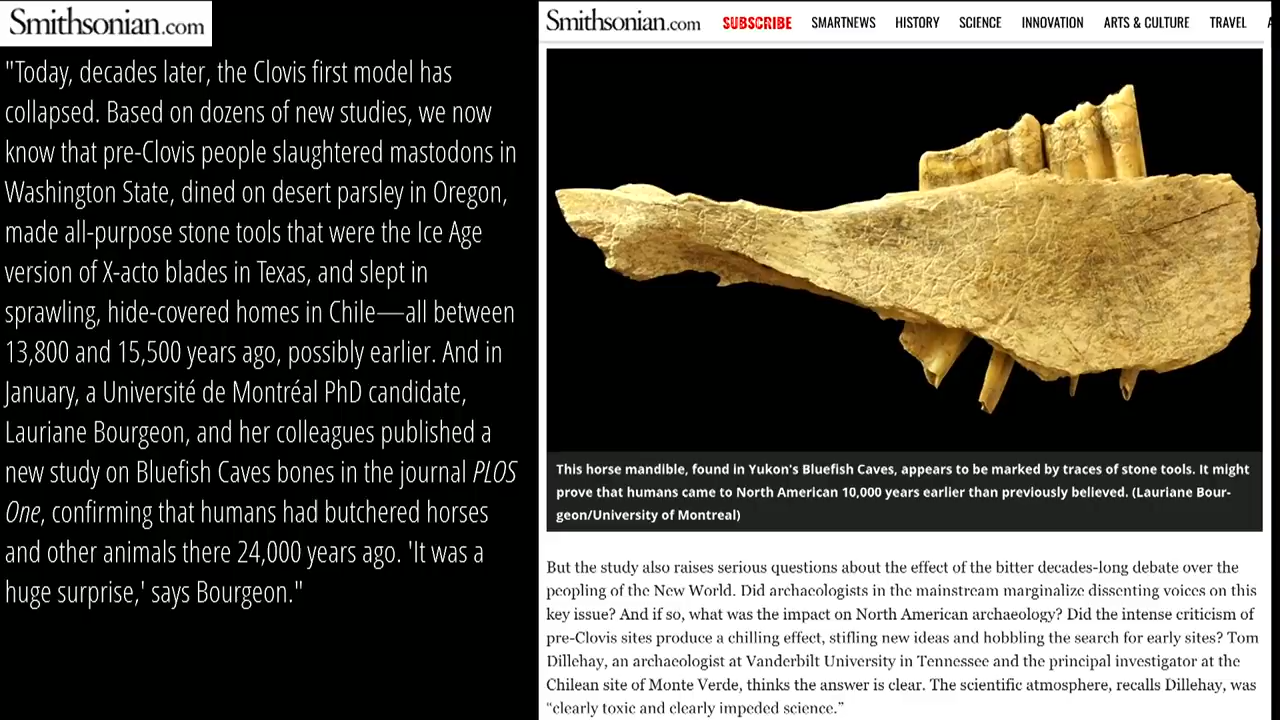 Smithsonian.com
"Today, decades later, the Clovis first model has
collapsed. Based on dozens of new studies, we now
know that pre-Clovis people slaughtered mastodons in
Washington State, dined on desert parsley in Oregon,
made all-purpose stone tools that were the Ice Age
version of X-acto blades in Texas, and slept in
sprawling, hide-covered homes in Chile—all between
13,800 and 15,500 years ago, possibly earlier. And in
January, a Université de Montréal PhD candidate,
Lauriane Bourgeon, and her colleagues published a
new study on Bluefish Caves bones in the journal PLOS
One, confirming that humans had butchered horses
and other animals there 24,000 years ago. 'It was a
huge surprise,' says Bourgeon."
Smithsonian.com SUBSCRIBE SMARTNEWS HISTORY SCIENCE INNOVATION ARTS & CULTURE TRAVEL
This horse mandible, found in Yukon's Bluefish Caves, appears to be marked by traces of stone tools. It might
prove that humans came to North American 10,000 years earlier than previously believed. (Lauriane Bour-
geon/University of Montreal)
But the study also raises serious questions about the effect of the bitter decades-long debate over the
peopling of the New World. Did archaeologists in the mainstream marginalize dissenting voices on this
key issue? And if so, what was the impact on North American archaeology? Did the intense criticism of
pre-Clovis sites produce a chilling effect, stifling new ideas and hobbling the search for early sites? Tom
Dillehay, an archaeologist at Vanderbilt University in Tennessee and the principal investigator at the
Chilean site of Monte Verde, thinks the answer is clear. The scientific atmosphere, recalls Dillehay, was
“clearly toxic and clearly impeded science.”